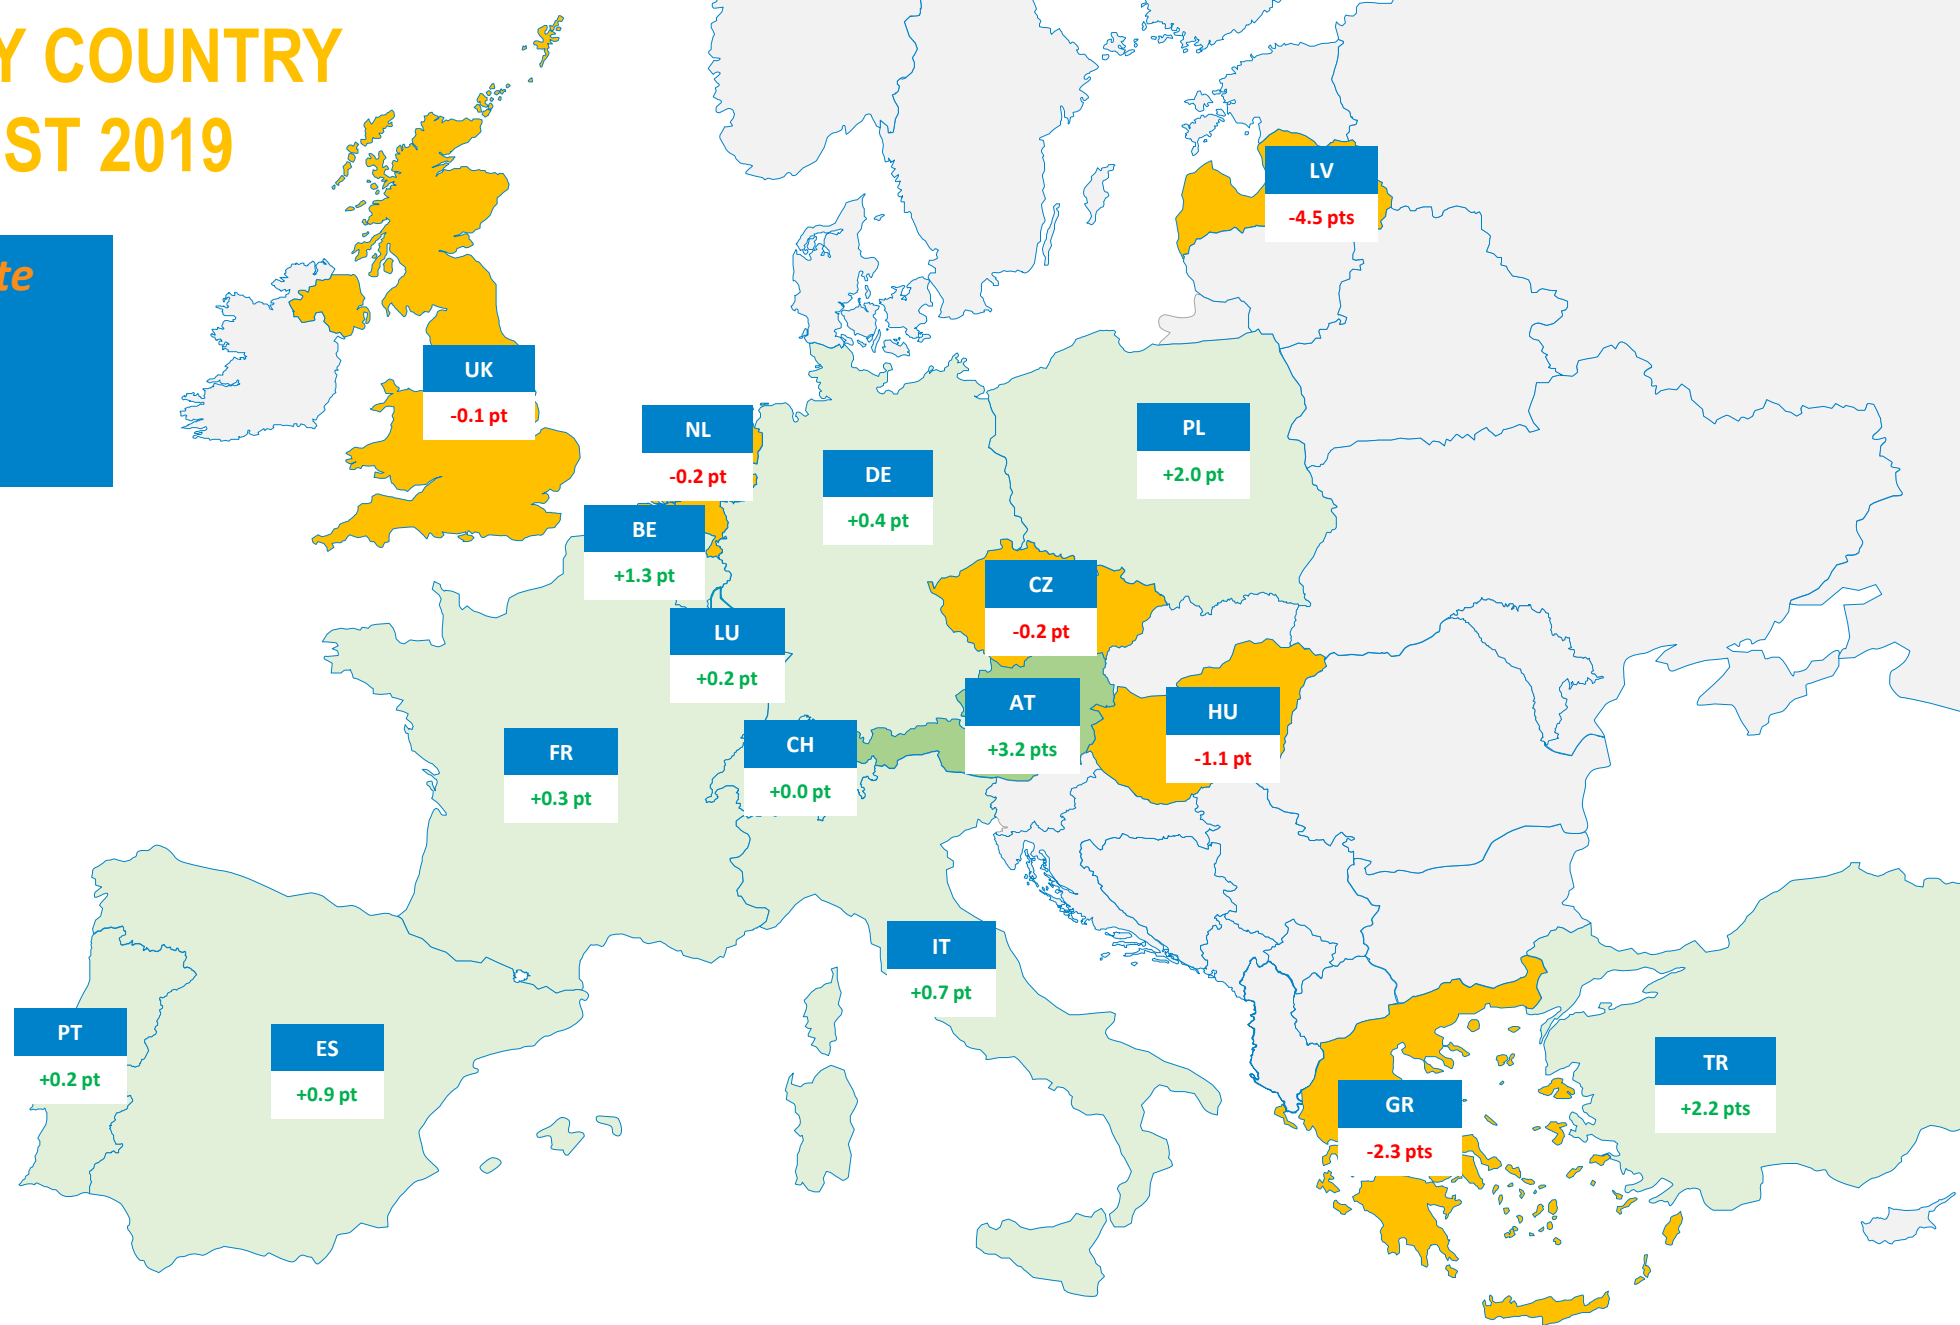 Y COUNTRY
ST 2019
te
LV
-4.5 pts
UK
-0.1 pt
NL
-0.2 pt
PL
+2.0 pt
DE
+0.4 pt
BE
+1.3 pt
CZ
-0.2 pt
LU
+0.2 pt
AT
+3.2 pts
HU
-1.1 pt
CH
+0.0 pt
FR
+0.3 pt
IT
+0.7 pt
PT
+0.2 pt
ES
+0.9 pt
TR
+2.2 pts
GR
-2.3 pts